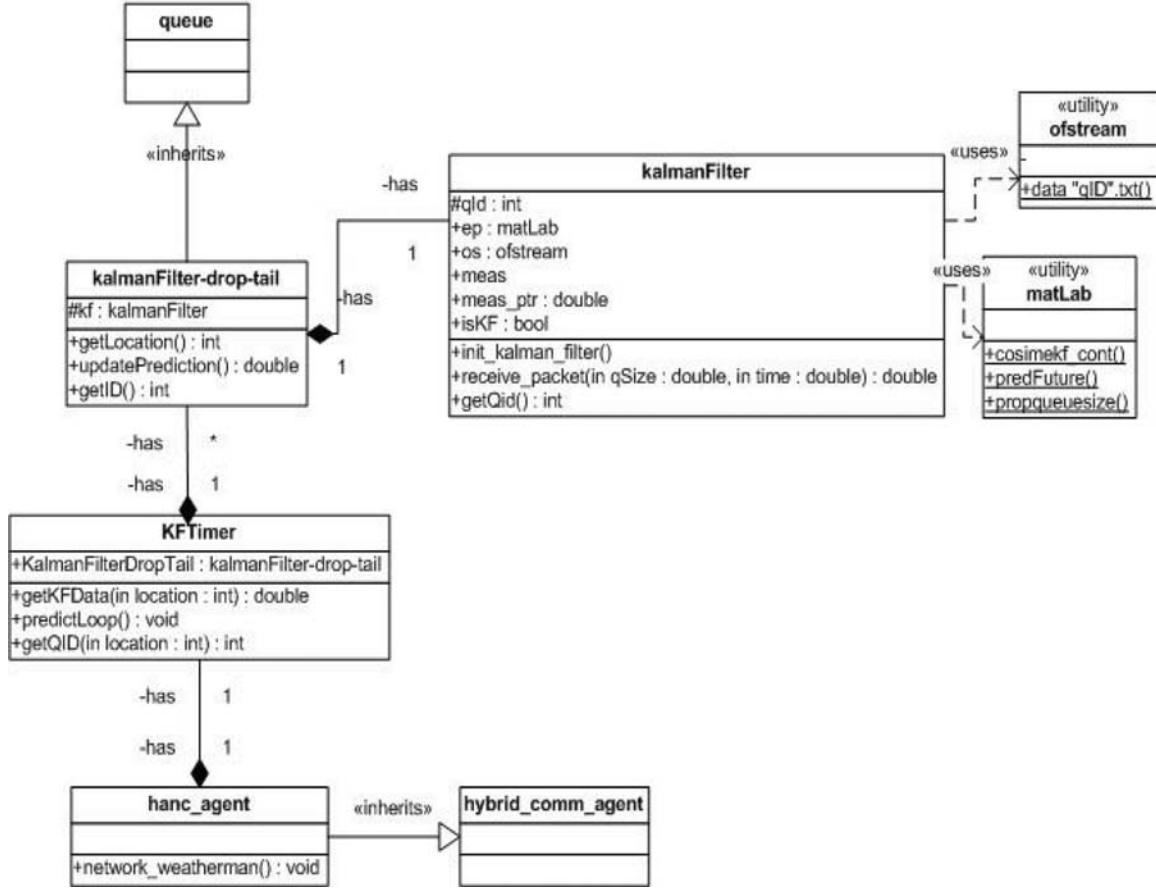 queue
«inherits»
kalmanFilter-drop-tail
#kf : kalmanFilter
+getLocation() : int
+updatePrediction() : double
+getID() : int
-has
1
-has
1
kalmanFilter
#qId : int
+ep : matLab
+os : ofstream
+meas
+meas_ptr : double
+isKF : bool
+init_kalman_filter()
+receive_packet(in qSize : double, in time : double) : double
+getQid() : int
«uses»
«utility»
ofstream
-
+data "qID".txt()
«uses»
«utility»
matLab
+cosimekf_cont()
+predFuture()
+propqueuesize()
-has *
-has 1
KFTimer
+KalmanFilterDropTail : kalmanFilter-drop-tail
+getKFData(in location : int) : double
+predictLoop() : void
+getQID(in location : int) : int
-has 1
-has 1
hanc_agent
+network_weatherman() : void
«inherits»
hybrid_comm_agent